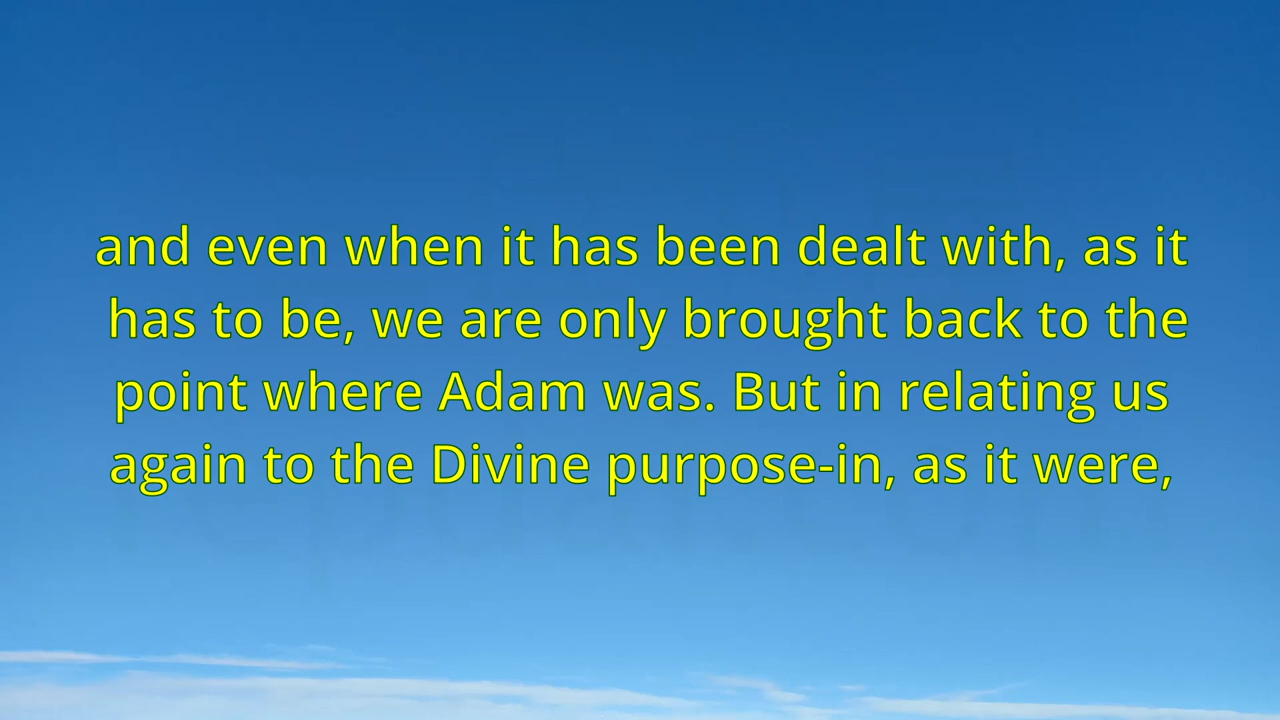 and even when it has been dealt with, as it
has to be, we are only brought back to the
point where Adam was. But in relating us
again to the Divine purpose-in, as it were,